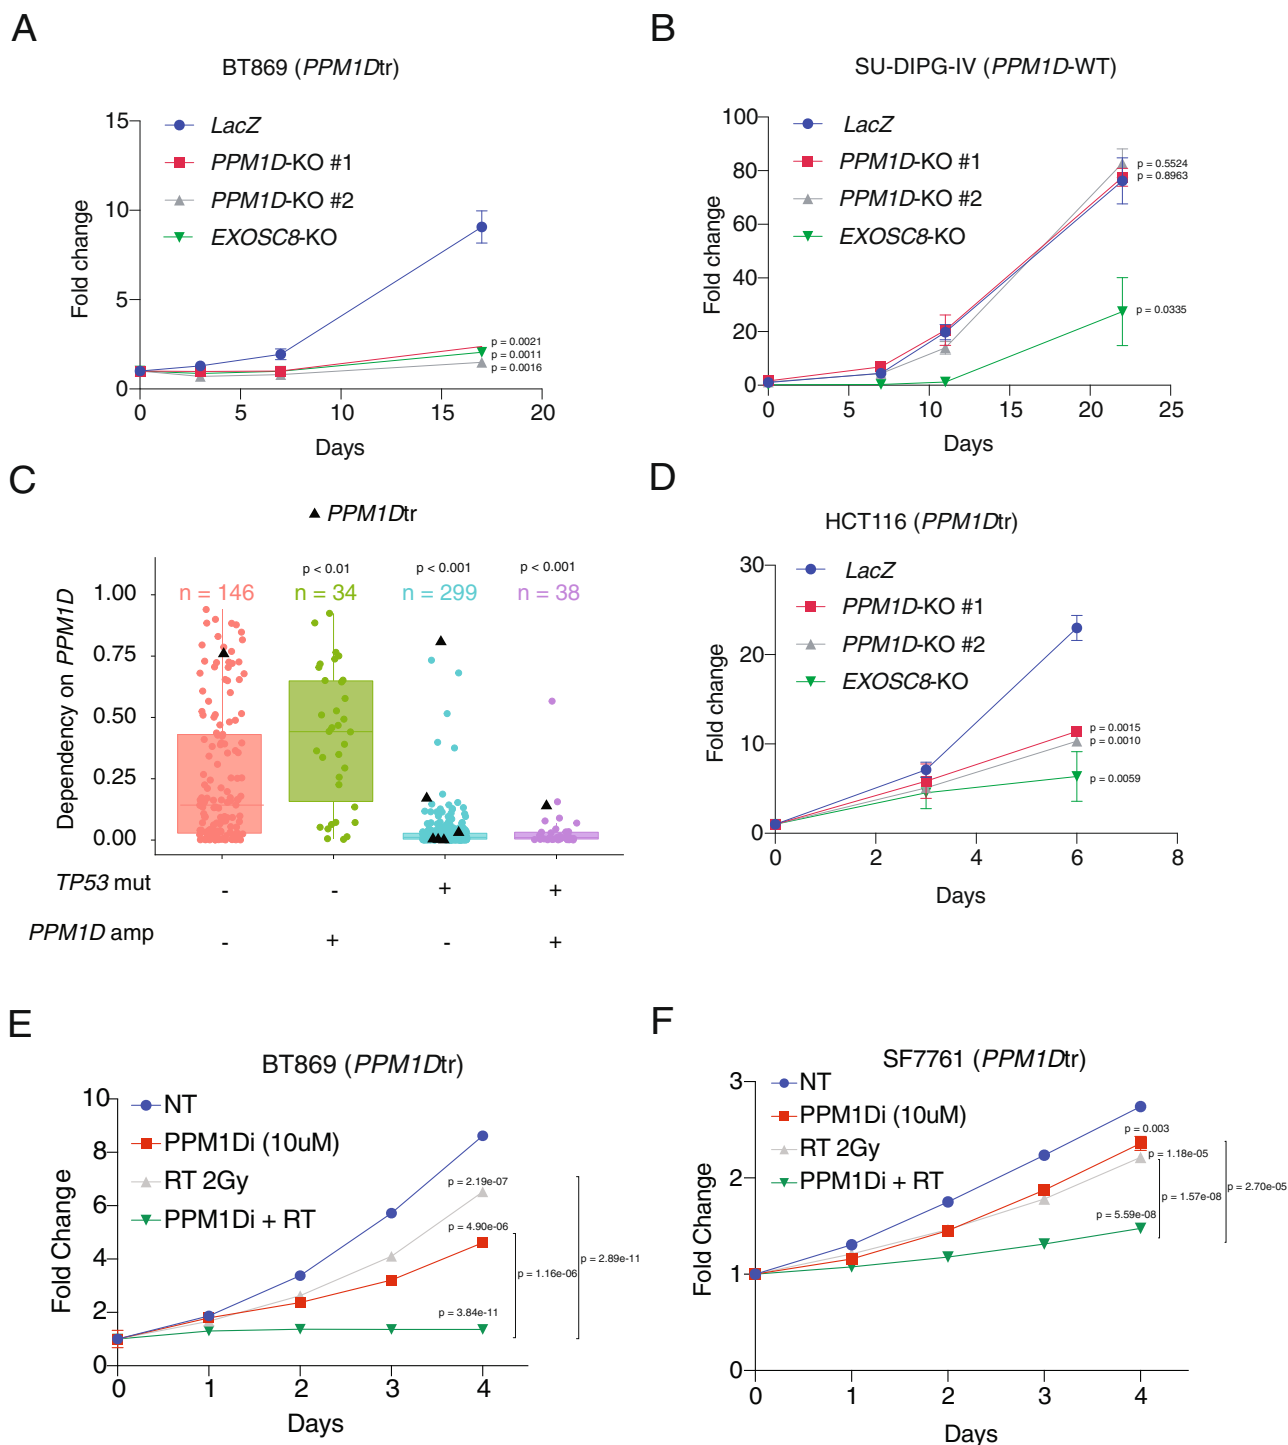 A
BT869 (PPM1Dtr)
LacZ
PPM1D-KO #1
PPM1D-KO #2
EXOSC8-KO
Fold change
15
10
5
0
p = 0.0021
p = 0.0011
p = 0.0016
0 5 10 15 20
Days
B
SU-DIPG-IV (PPM1D-WT)
LacZ
PPM1D-KO #1
PPM1D-KO #2
EXOSC8-KO
Fold change
100
80
60
40
20
0
p = 0.5524
p = 0.8963
p = 0.0335
0 5 10 15 20 25
Days
C
PPM1Dtr
p < 0.01 p < 0.001 p < 0.001
n = 146 n = 34 n = 299 n = 38
Dependency on PPM1D
1.00
0.75
0.50
0.25
0.00
TP53 mut - - + +
PPM1D amp - + - +
D
HCT116 (PPM1Dtr)
LacZ
PPM1D-KO #1
PPM1D-KO #2
EXOSC8-KO
Fold change
30
20
10
0
p = 0.0015
p = 0.0010
p = 0.0059
0 2 4 6 8
Days
E
BT869 (PPM1Dtr)
NT
PPM1Di (10uM)
RT 2Gy
PPM1Di + RT
Fold Change
10
8
6
4
2
0
p = 2.19e-07
p = 4.90e-06
p = 3.84e-11
p = 1.16e-06
p = 2.89e-11
0 1 2 3 4
Days
F
SF7761 (PPM1Dtr)
NT
PPM1Di (10uM)
RT 2Gy
PPM1Di + RT
Fold Change
3
2
1
0
p = 0.003
p = 1.18e-05
p = 5.59e-08
p = 1.57e-08
p = 2.70e-05
0 1 2 3 4
Days